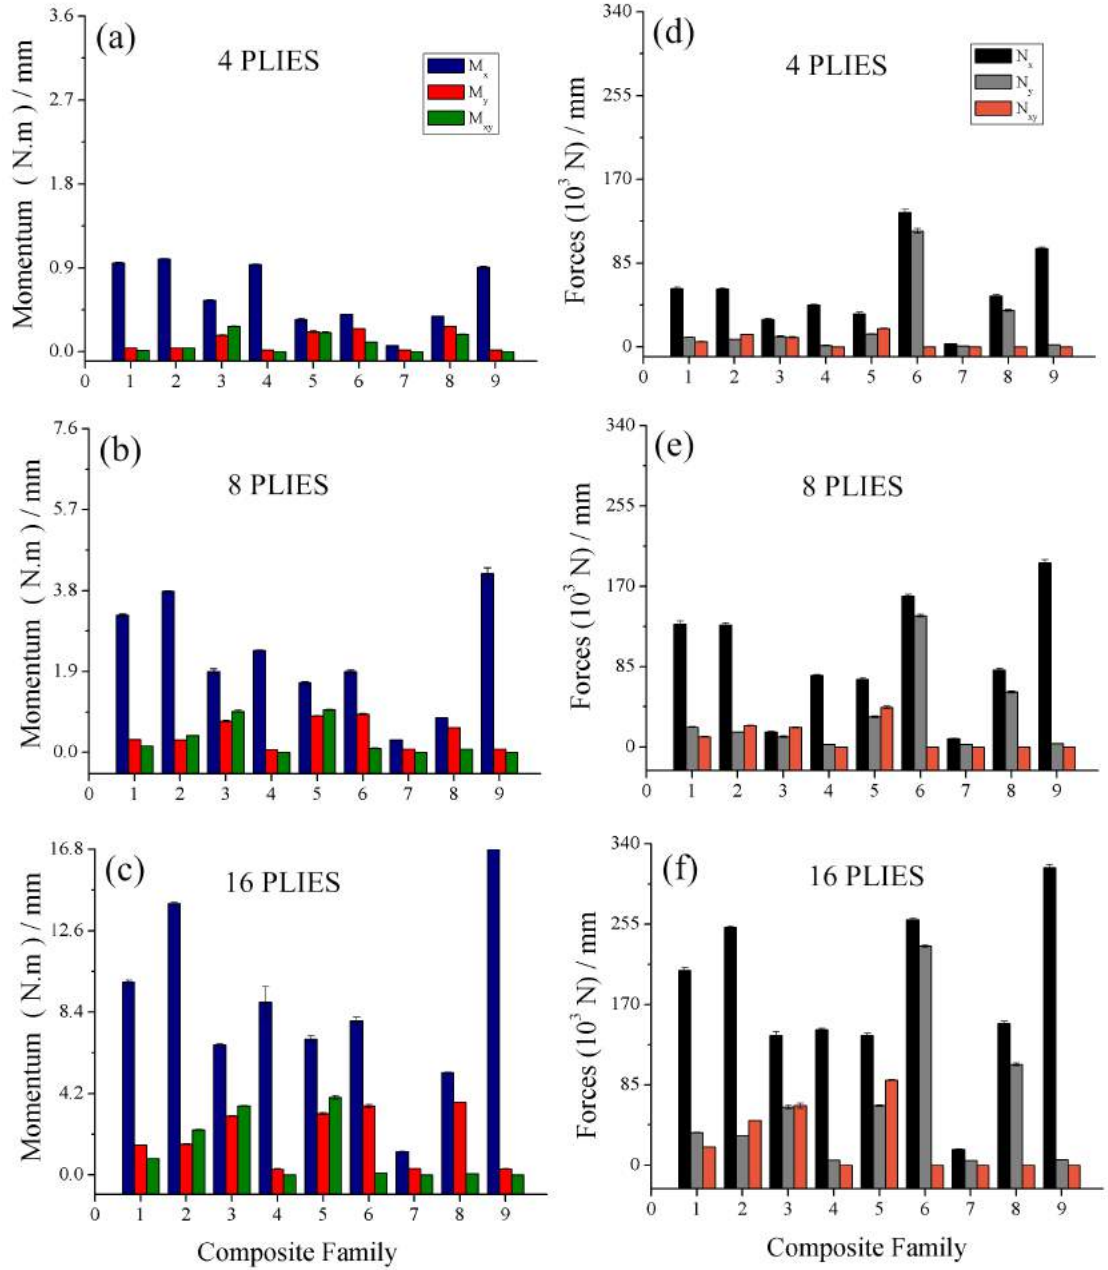 (a)
4 PLIES
Momentum ( N.m ) / mm
3.6
2.7
1.8
0.9
0.0
M_x
M_y
M_xy
0 1 2 3 4 5 6 7 8 9
(d)
4 PLIES
Forces (10³ N) / mm
340
255
170
85
0
N_x
N_y
N_xy
0 1 2 3 4 5 6 7 8 9
(b)
8 PLIES
Momentum ( N.m ) / mm
7.6
5.7
3.8
1.9
0.0
0 1 2 3 4 5 6 7 8 9
(e)
8 PLIES
Forces (10³ N) / mm
340
255
170
85
0
0 1 2 3 4 5 6 7 8 9
(c)
16 PLIES
Momentum ( N.m ) / mm
16.8
12.6
8.4
4.2
0.0
0 1 2 3 4 5 6 7 8 9
Composite Family
(f)
16 PLIES
Forces (10³ N) / mm
340
255
170
85
0
0 1 2 3 4 5 6 7 8 9
Composite Family